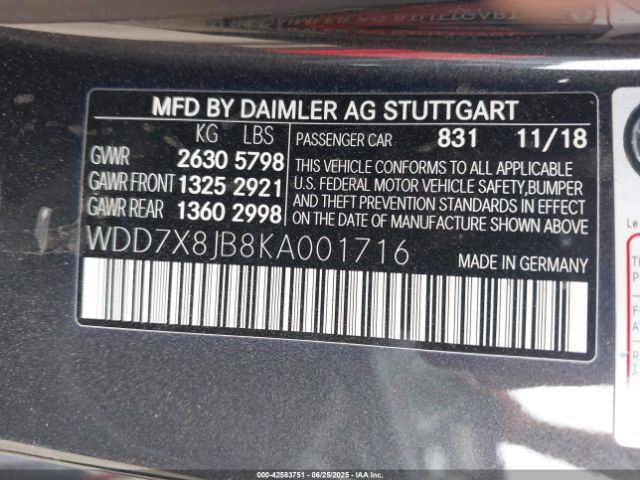 MFD BY DAIMLER AG STUTTGART
KG LBS
GVWR 2630 5798
GAWR FRONT 1325 2921
GAWR REAR 1360 2998
PASSENGER CAR 831 11/18
THIS VEHICLE CONFORMS TO ALL APPLICABLE
U.S. FEDERAL MOTOR VEHICLE SAFETY,BUMPER
AND THEFT PREVENTION STANDARDS
IN EFFECT ON THE DATE OF MANUFACTURE SHOWN ABOVE
WDD7X8JB8KA001716
MADE IN GERMANY
000-42583751 - 06/25/2025 - IAAI.CA